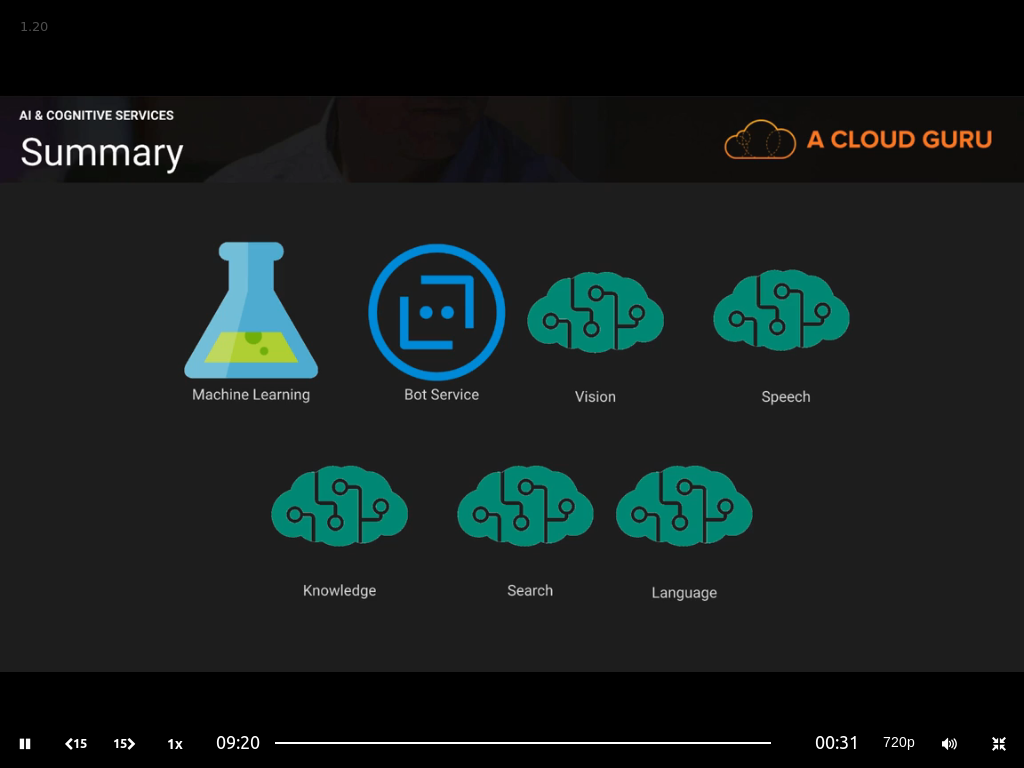 1.20
AI & COGNITIVE SERVICES
Summary
A CLOUD GURU
Machine Learning
Bot Service
Vision
Speech
Knowledge
Search
Language
15
15
1x
09:20
00:31
720p